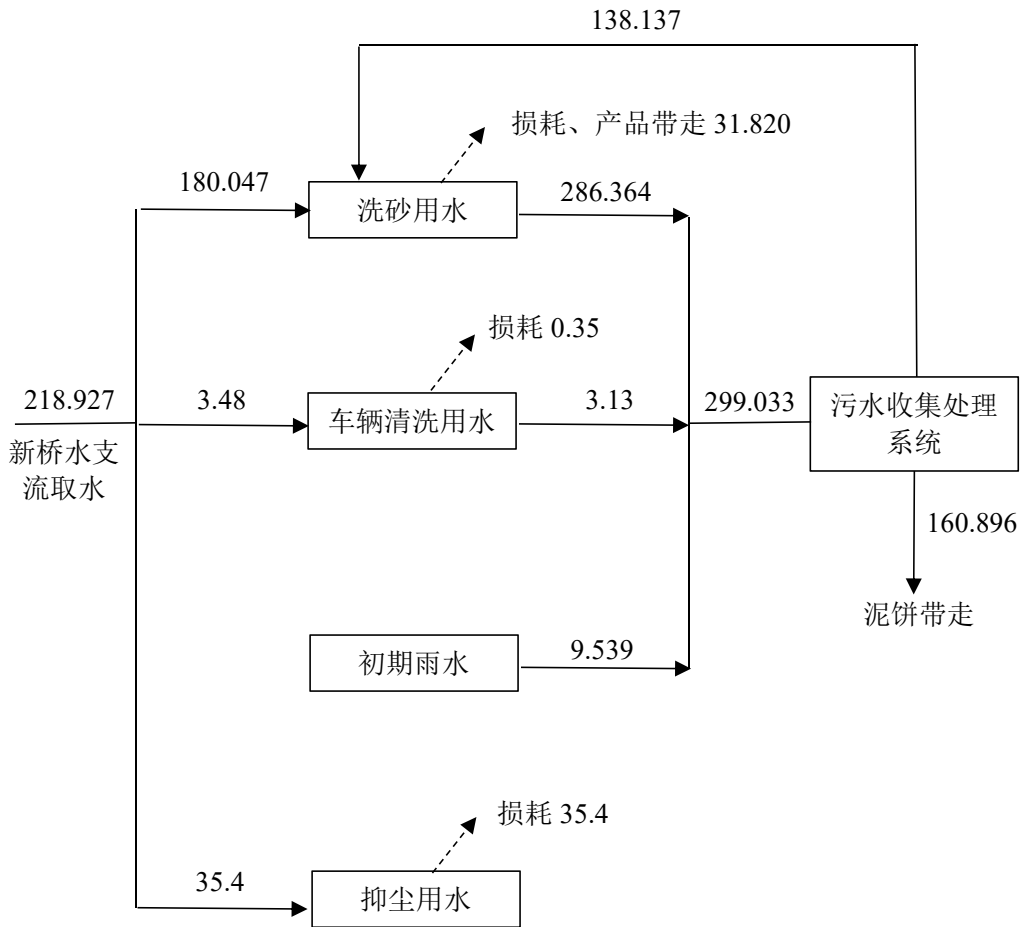 138.137
损耗、产品带走 31.820
180.047
洗砂用水
286.364
损耗 0.35
218.927
3.48
车辆清洗用水
3.13
299.033
污水收集处理
系统
新桥水支
流取水
160.896
泥饼带走
初期雨水
9.539
损耗 35.4
35.4
抑尘用水